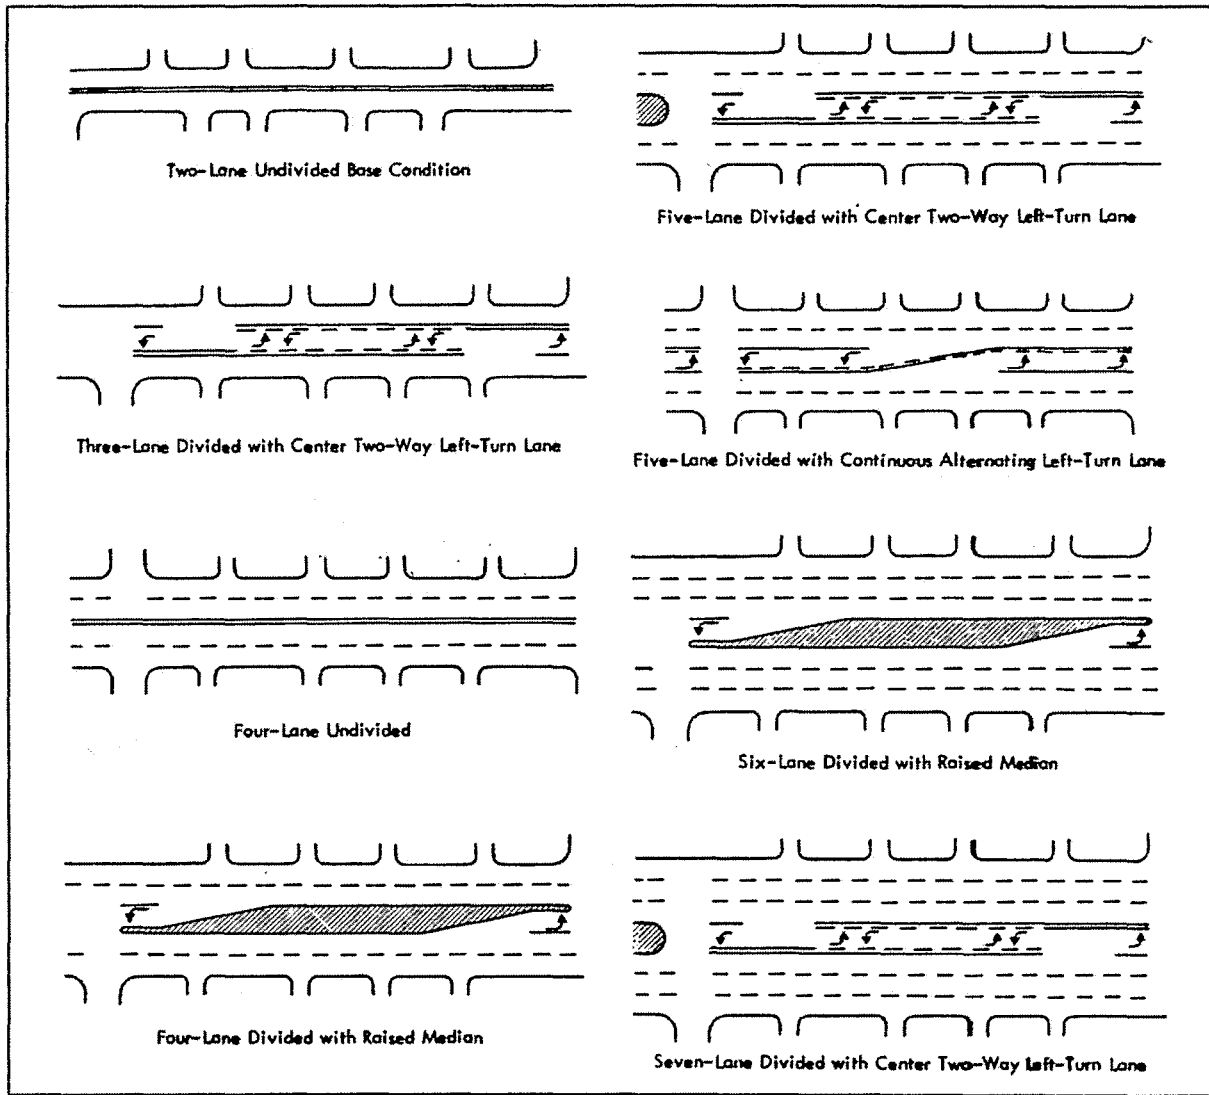 Two-Lane Undivided Base Condition
Three-Lane Divided with Center Two-Way Left-Turn Lane
Four-Lane Undivided
Four-Lane Divided with Raised Median
Five-Lane Divided with Center Two-Way Left-Turn Lane
Five-Lane Divided with Continuous Alternating Left-Turn Lane
Six-Lane Divided with Raised Median
Seven-Lane Divided with Center Two-Way Left-Turn Lane